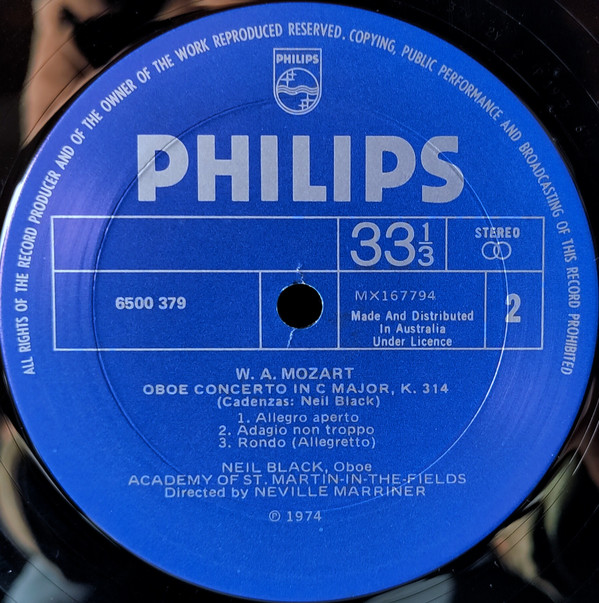 ALL RIGHTS OF THE RECORD PRODUCER AND OF THE OWNER OF THE WORK REPRODUCED RESERVED. COPYING, PUBLIC PERFORMANCE AND BROADCASTING OF THIS RECORD PROHIBITED
PHILIPS
PHILIPS
33 1/3
STEREO
6500 379
MX167794
Made And Distributed
In Australia
Under Licence
2
W. A. MOZART
OBOE CONCERTO IN C MAJOR, K. 314
(Cadenzas: Neil Black)
1. Allegro aperto
2. Adagio non troppo
3. Rondo (Allegretto)
NEIL BLACK, Oboe
ACADEMY OF ST. MARTIN-IN-THE-FIELDS
Directed by NEVILLE MARRINER
℗ 1974